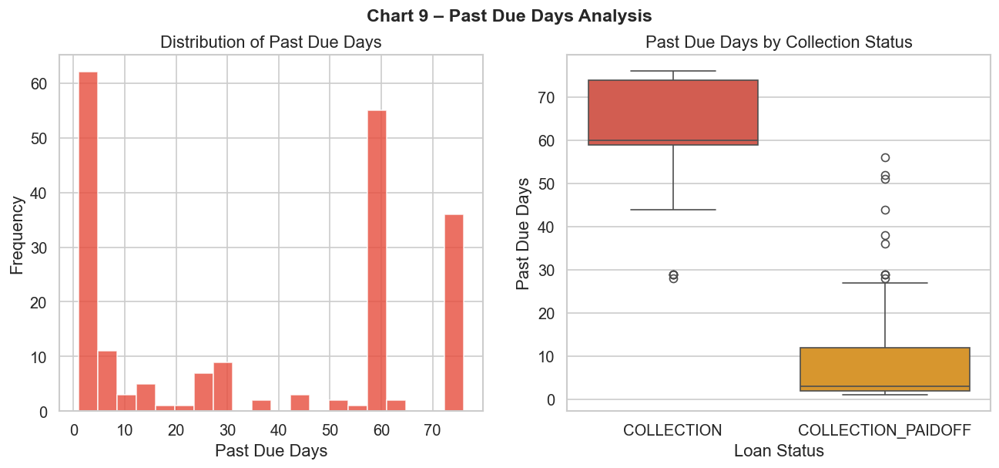 Chart 9 – Past Due Days Analysis
Distribution of Past Due Days
60
50
40
30
20
10
0
Frequency
0 10 20 30 40 50 60 70
Past Due Days
Past Due Days by Collection Status
70
60
50
40
30
20
10
0
Past Due Days
COLLECTION COLLECTION_PAIDOFF
Loan Status